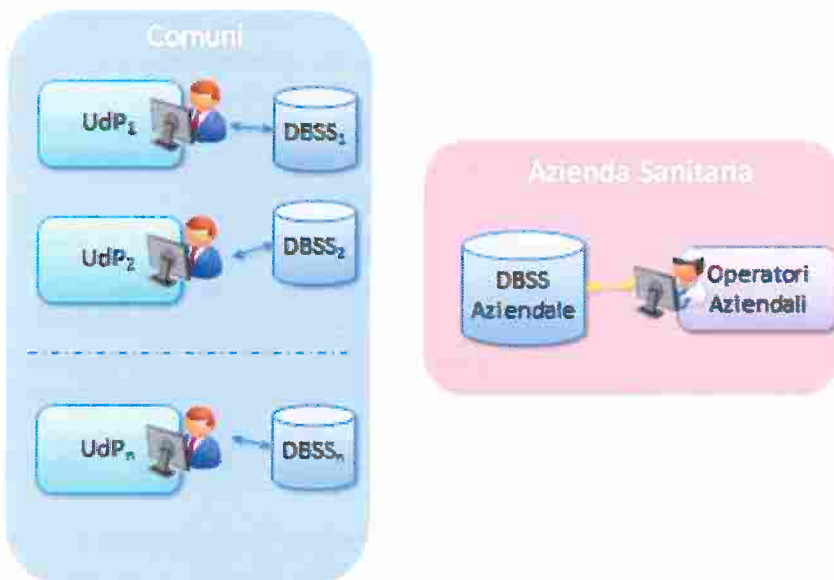 Comuni
UdP1
DBSS1
UdP2
DBSS2
UdPn
DBSSn
Azienda Sanitaria
DBSS
Aziendale
Operatori
Aziendali